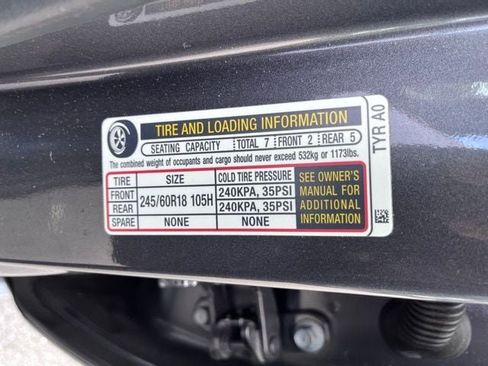 TIRE AND LOADING INFORMATION
SEATING CAPACITY TOTAL 7 FRONT 2 REAR 5
The combined weight of occupants and cargo should never exceed 532kg or 1173lbs.
TIRE SIZE COLD TIRE PRESSURE
FRONT 245/60R18 105H 240KPA, 35PSI
REAR 240KPA, 35PSI
SPARE NONE NONE
SEE OWNER'S
MANUAL FOR
ADDITIONAL
INFORMATION
TYR A0